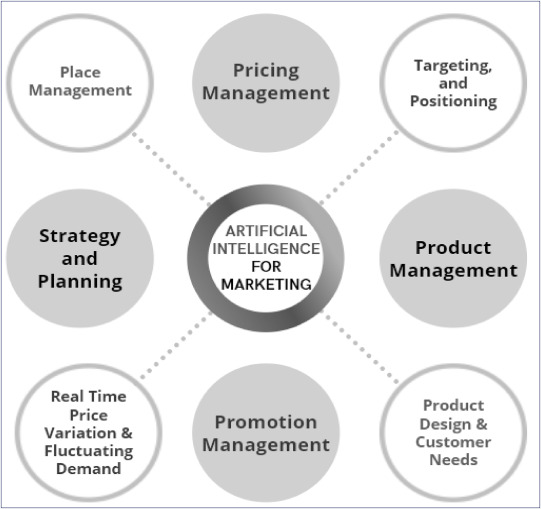 Place
Management
Pricing
Management
Targeting,
and
Positioning
Strategy
and
Planning
ARTIFICIAL
INTELLIGENCE
FOR
MARKETING
Product
Management
Real Time
Price
Variation &
Fluctuating
Demand
Promotion
Management
Product
Design &
Customer
Needs